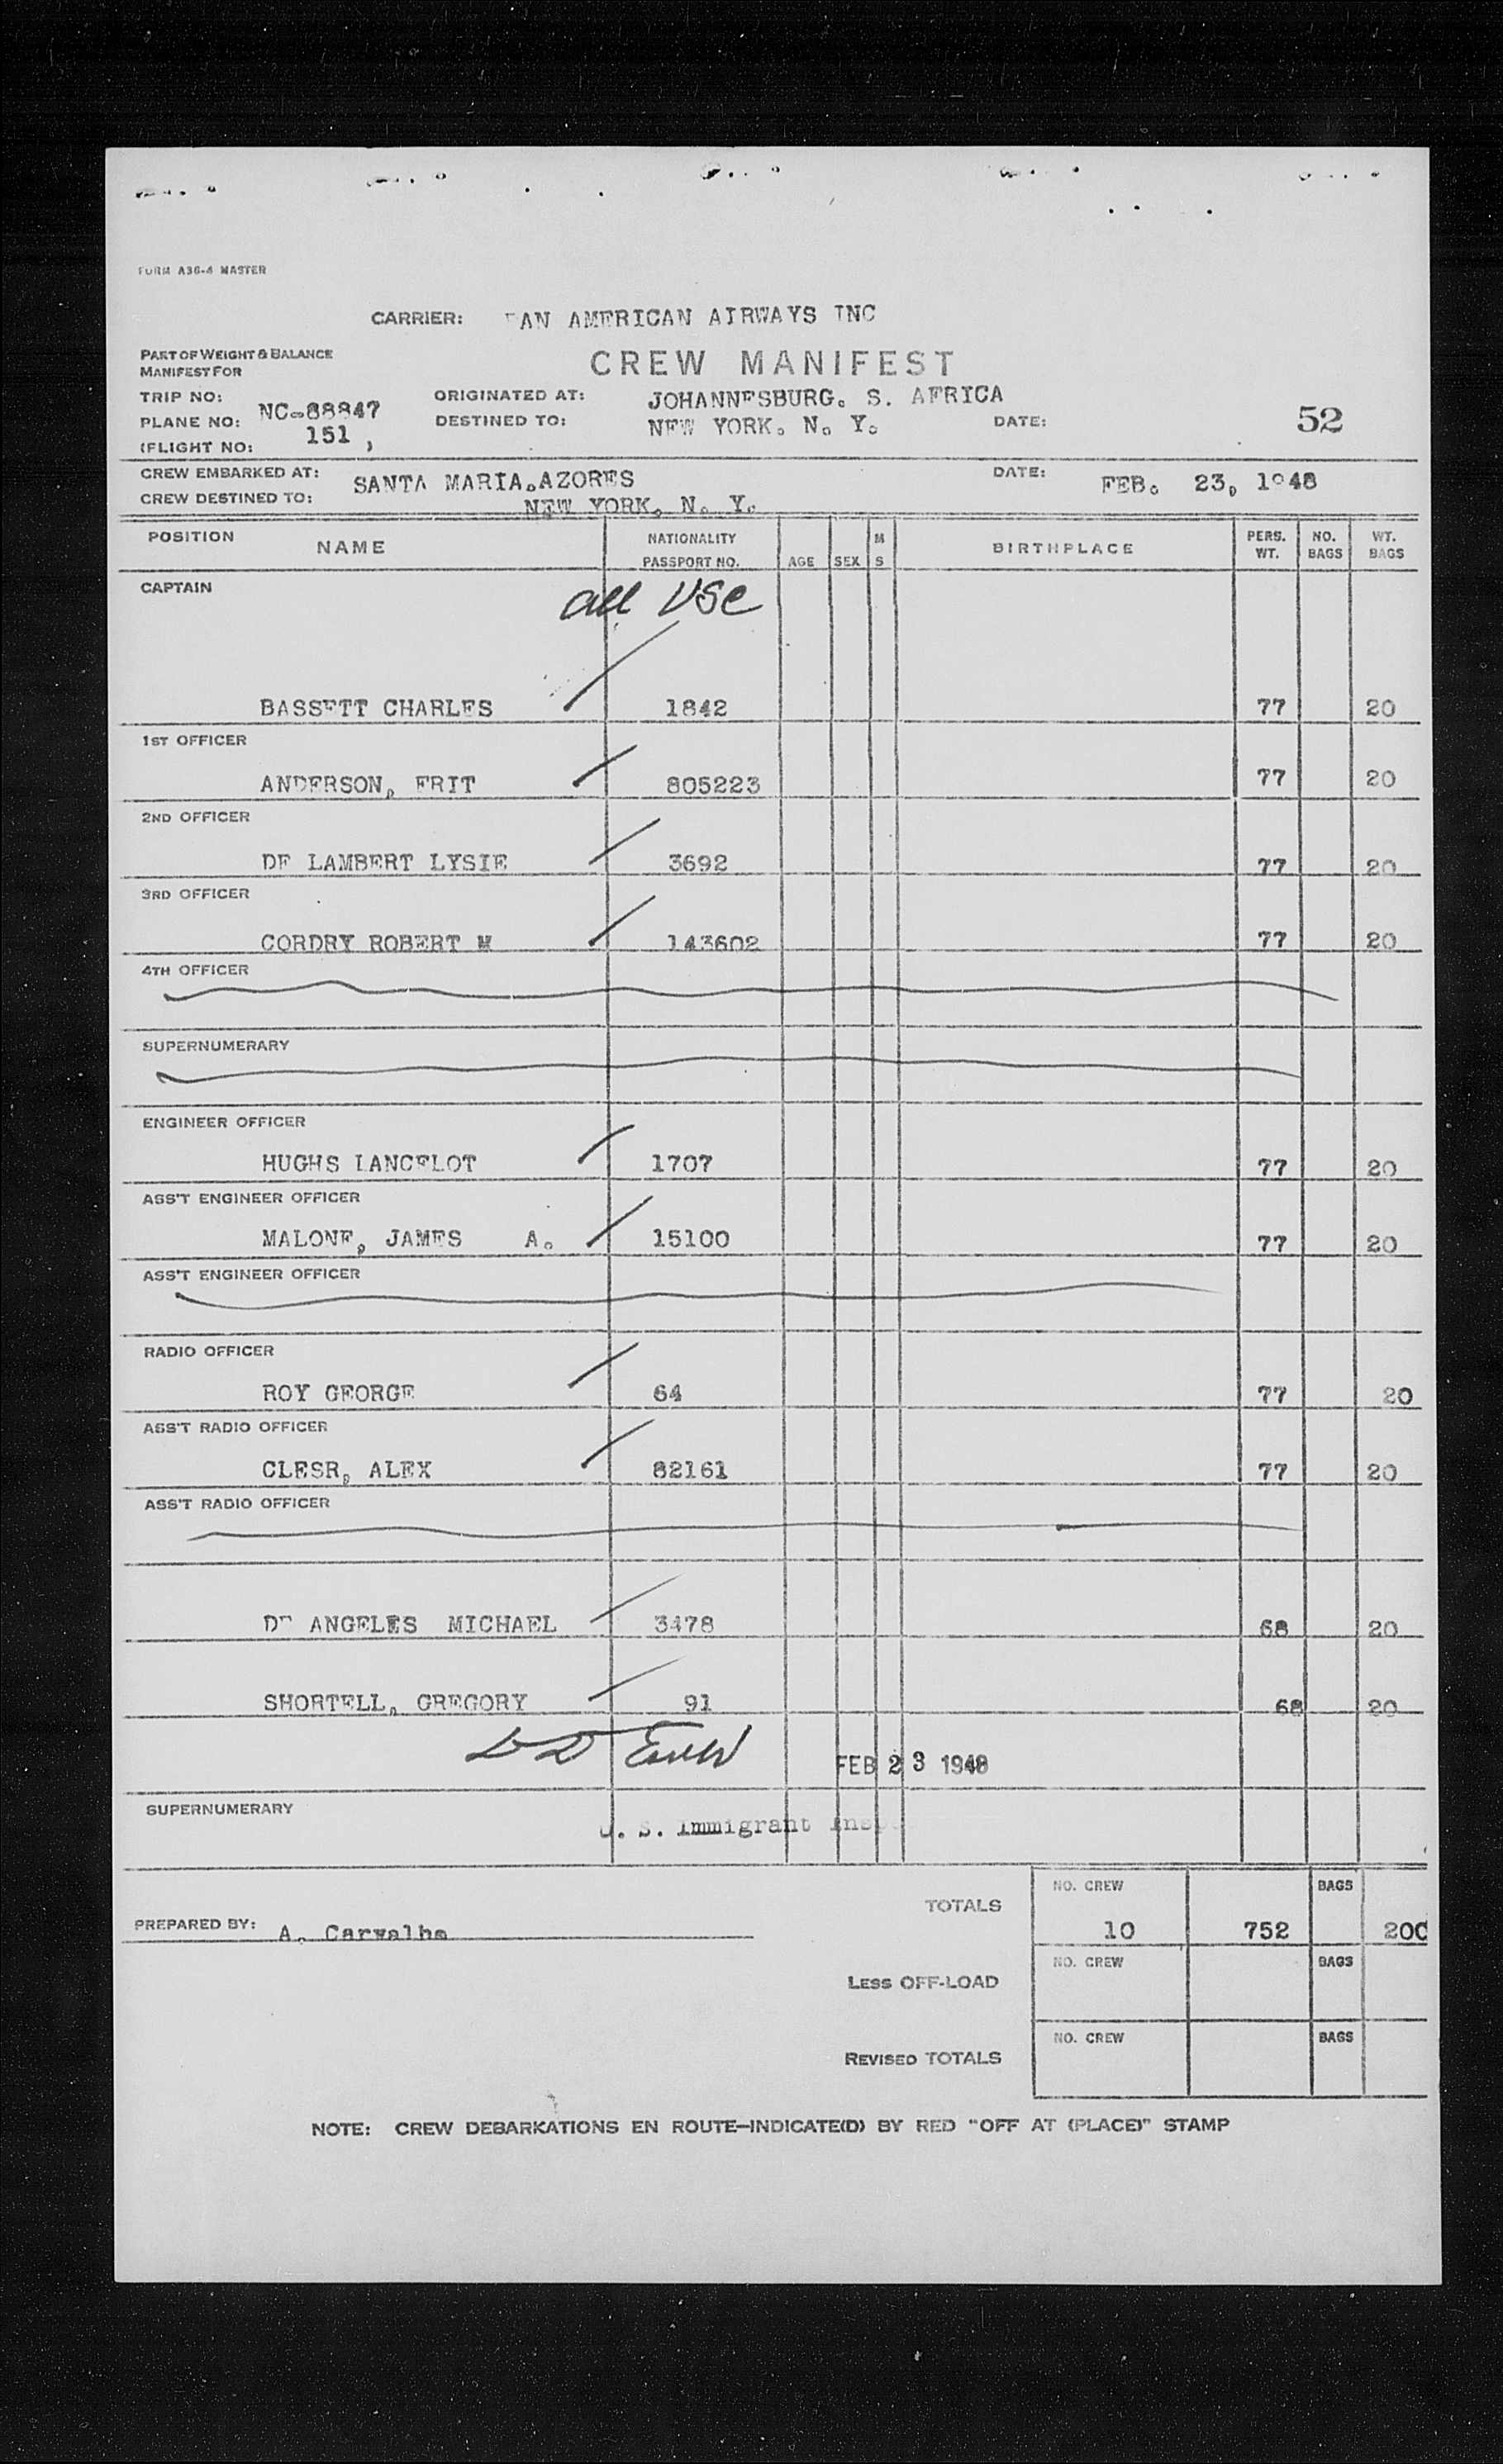 FORM A36-4 MASTER
CARRIER: PAN AMERICAN AIRWAYS INC
PART OF WEIGHT & BALANCE
MANIFEST FOR
CREW MANIFEST
TRIP NO:
ORIGINATED AT: JOHANNESBURG. S. AFRICA
PLANE NO: NC-88847
DESTINED TO: NEW YORK. N. Y.
DATE:
52
(FLIGHT NO: 151 )
CREW EMBARKED AT: SANTA MARIA.AZORES
DATE: FEB. 23, 1948
CREW DESTINED TO: NEW YORK. N. Y.
POSITION NAME NATIONALITY PASSPORT NO. AGE SEX M S BIRTHPLACE PERS. WT. NO. BAGS WT. BAGS
CAPTAIN
all USC
BASSETT CHARLES 1842 77 20
1ST OFFICER
ANDERSON, FRIT 805223 77 20
2ND OFFICER
DE LAMBERT LYSIE 3692 77 20
3RD OFFICER
CORDRY ROBERT M 143602 77 20
4TH OFFICER
SUPERNUMERARY
ENGINEER OFFICER
HUGHS LANCELOT 1707 77 20
ASS'T ENGINEER OFFICER
MALONE, JAMES A. 15100 77 20
ASS'T ENGINEER OFFICER
RADIO OFFICER
ROY GEORGE 64 77 20
ASS'T RADIO OFFICER
CLESR, ALEX 82161 77 20
ASS'T RADIO OFFICER
DE ANGELES MICHAEL 3478 68 20
SHORTELL, GREGORY 91 68 20
FEB 23 1948
SUPERNUMERARY
U. S. Immigrant Insp
TOTALS
NO. CREW BAGS
10 752 200
PREPARED BY: A. Carvalho
LESS OFF-LOAD
NO. CREW BAGS
REVISED TOTALS
NO. CREW BAGS
NOTE: CREW DEBARKATIONS EN ROUTE—INDICATE(D) BY RED "OFF AT (PLACE)" STAMP